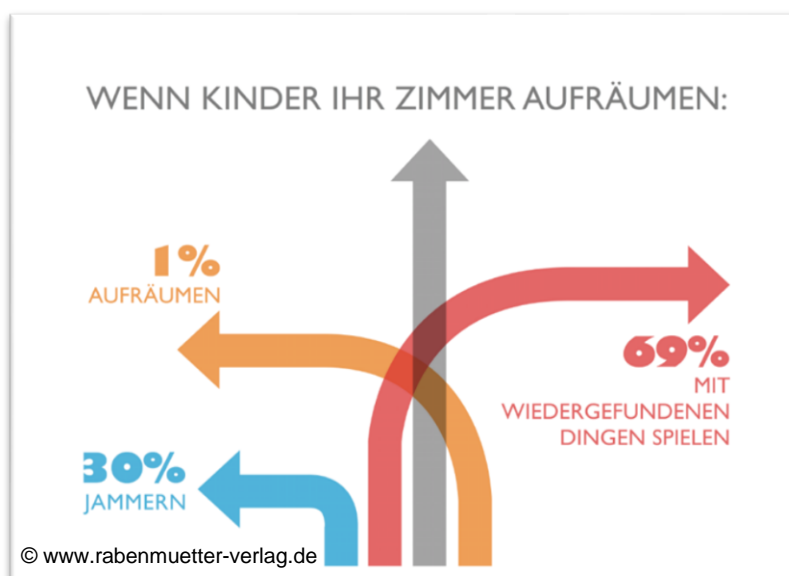 WENN KINDER IHR ZIMMER AUFRÄUMEN:
1%
AUFRÄUMEN
69%
MIT
WIEDERGEFUNDENEN
DINGEN SPIELEN
30%
JAMMERN
© www.rabenmuetter-verlag.de